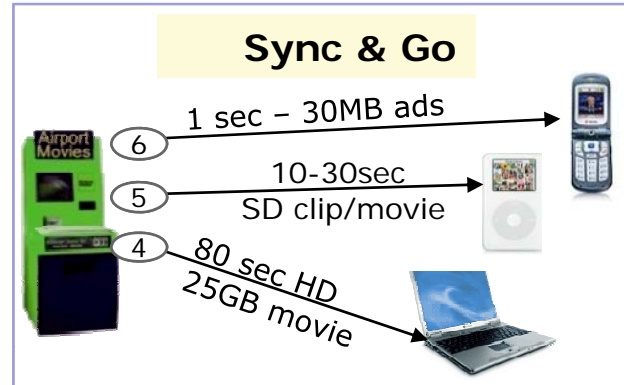 Sync & Go
Airport
Movies
6
1 sec – 30MB ads
5
10-30sec
SD clip/movie
4
80 sec HD
25GB movie